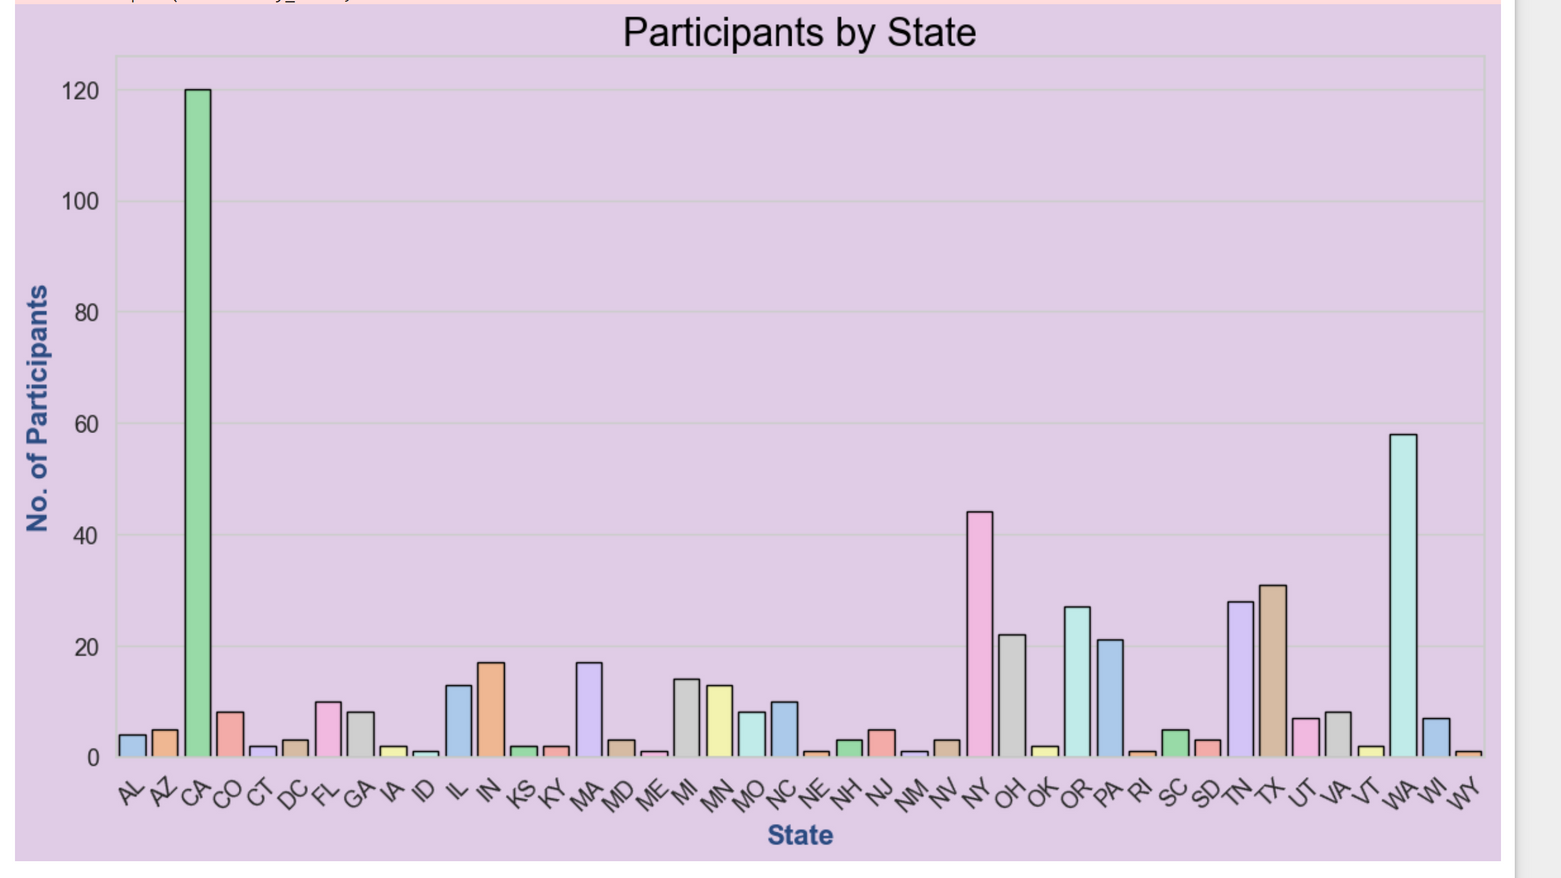 Participants by State
120
100
80
60
40
20
0
No. of Participants
AL AZ CA CO CT DC FL GA IA ID IL IN KS KY MA MD ME MI MN MO NC NE NH NJ NM NV NY OH OK OR PA RI SC SD TN TX UT VA VT WA WI WY
State